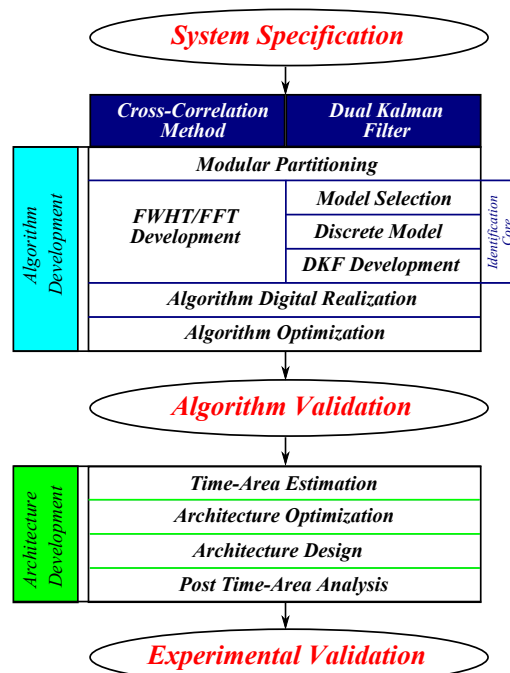 System Specification
Cross-Correlation
Method
Dual Kalman
Filter
Algorithm
Development
Modular Partitioning
FWHT/FFT
Development
Model Selection
Discrete Model
DKF Development
Identification
Core
Algorithm Digital Realization
Algorithm Optimization
Algorithm Validation
Architecture
Development
Time-Area Estimation
Architecture Optimization
Architecture Design
Post Time-Area Analysis
Experimental Validation